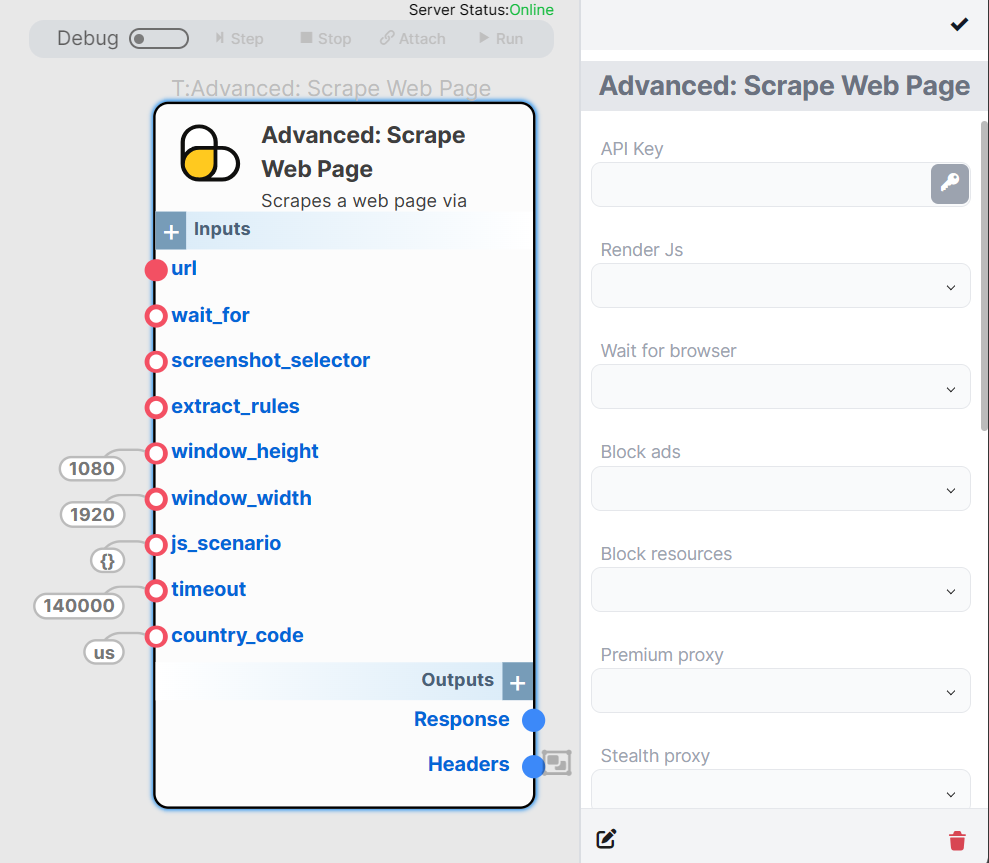 Server Status:Online
Debug
Step
Stop
Attach
Run
T:Advanced: Scrape Web Page
Advanced: Scrape
Web Page
Scrapes a web page via
Inputs
url
wait_for
screenshot_selector
extract_rules
window_height
1080
window_width
1920
js_scenario
{}
timeout
140000
country_code
us
Outputs
Response
Headers
Advanced: Scrape Web Page
API Key
Render Js
Wait for browser
Block ads
Block resources
Premium proxy
Stealth proxy